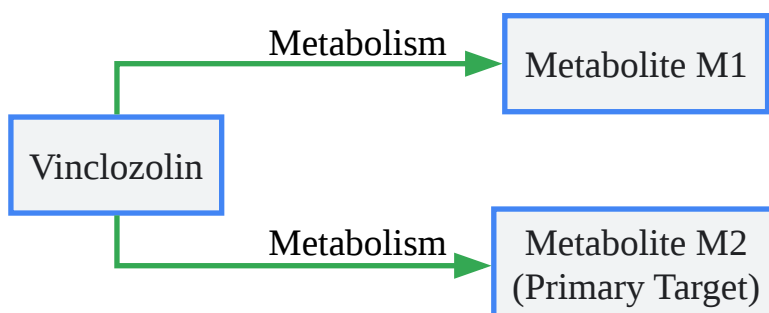 Metabolism
Metabolite M1
Vinclozolin
Metabolism
Metabolite M2
(Primary Target)